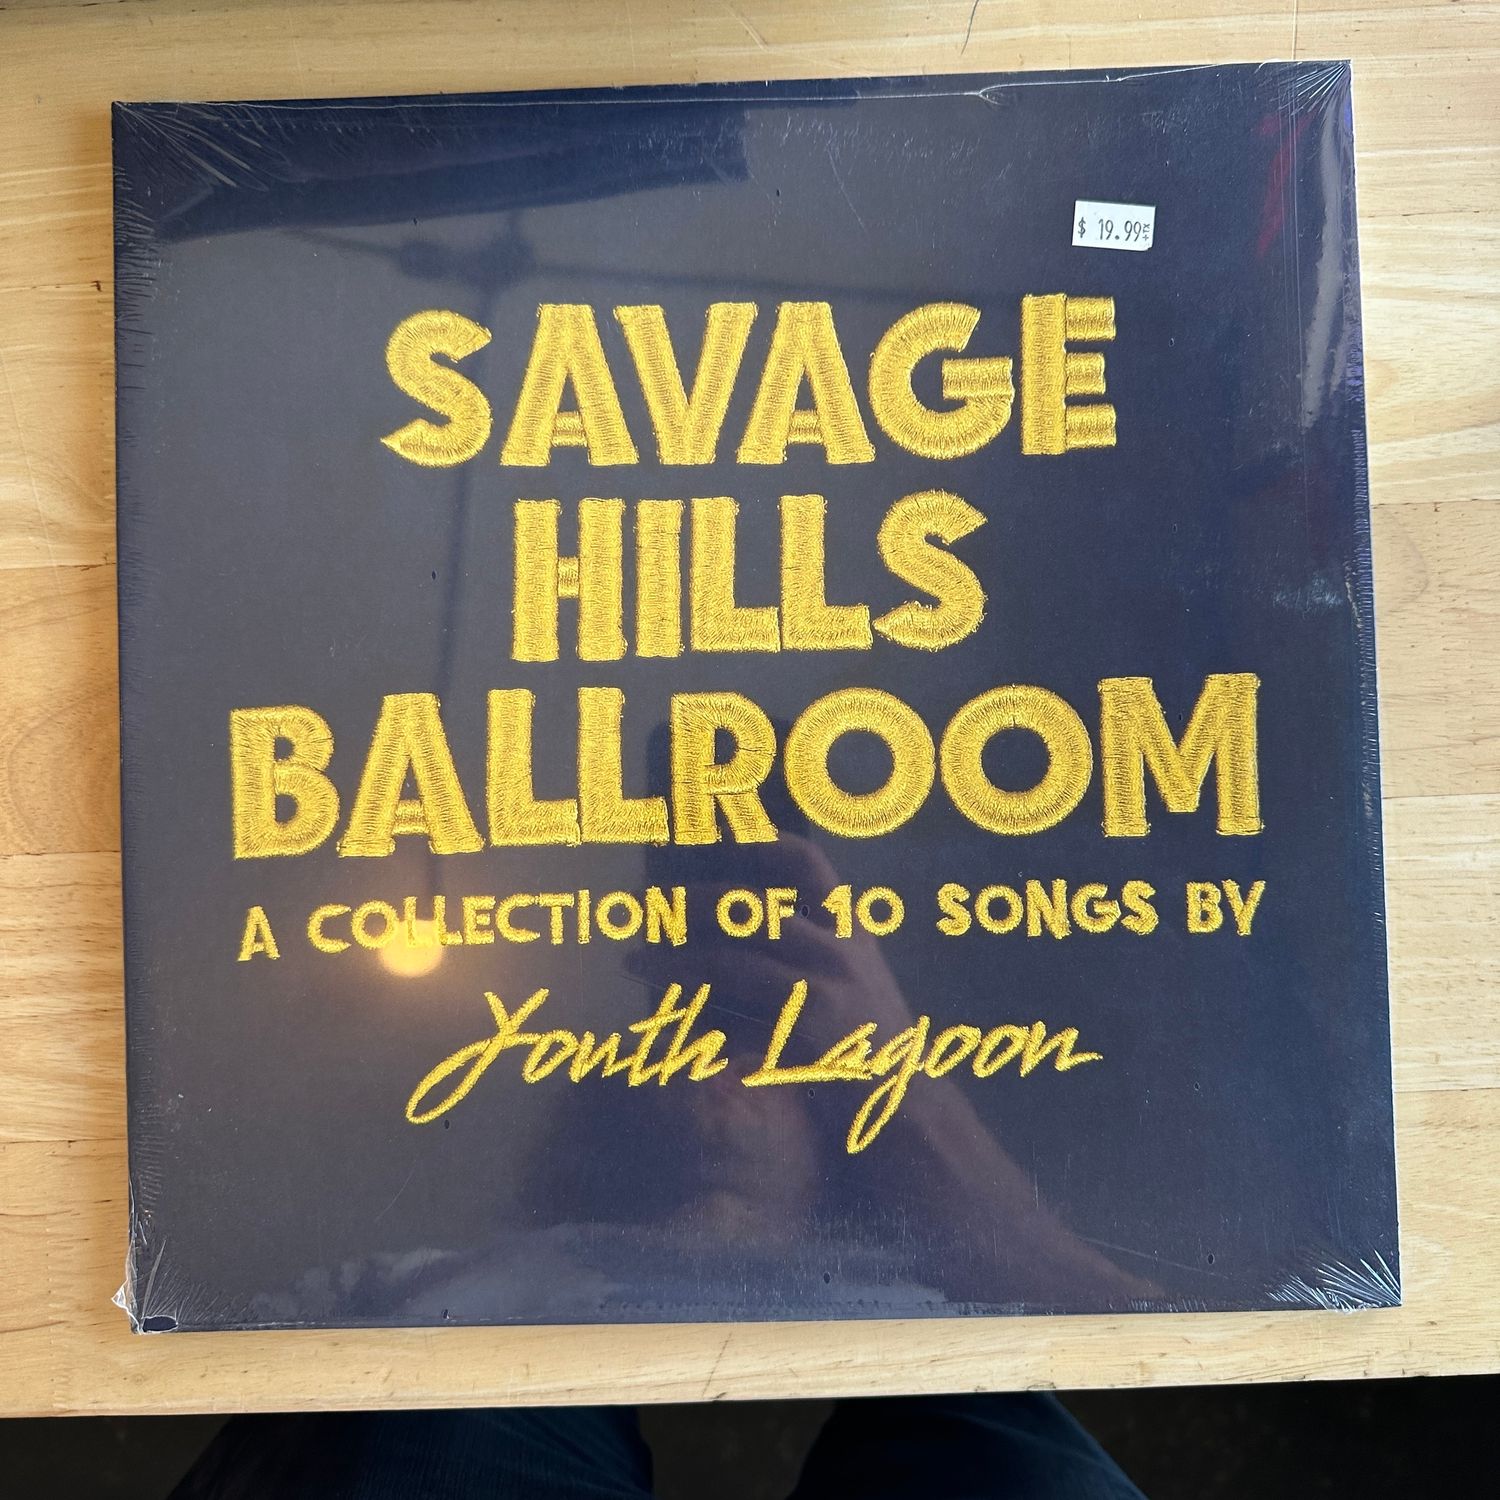 $ 19.99
SAVAGE
HILLS
BALLROOM
A COLLECTION OF 10 SONGS BY
Youth Lagoon